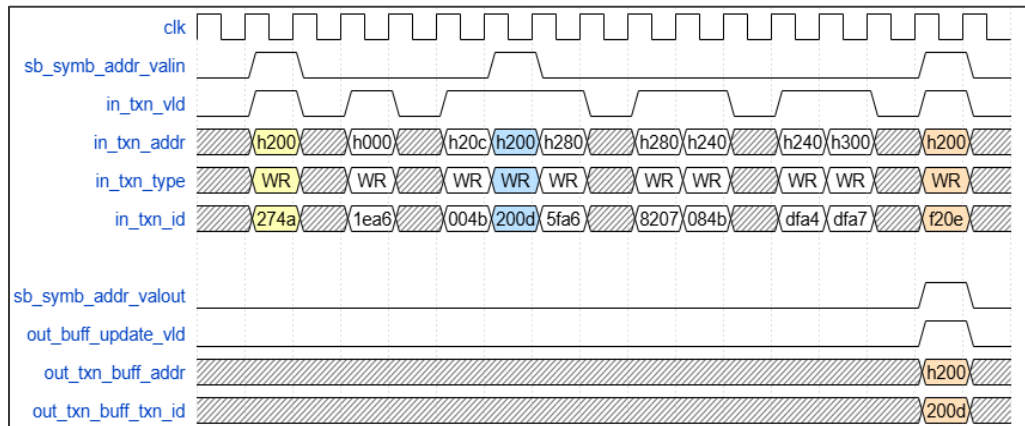 clk
sb_symb_addr_valin
in_txn_vld
in_txn_addr h200 h000 h20c h200 h280 h280 h240 h240 h300 h200
in_txn_type WR WR WR WR WR WR WR WR WR WR
in_txn_id 274a 1ea6 004b 200d 5fa6 8207 084b dfa4 dfa7 f20e
sb_symb_addr_valout
out_buff_update_vld
out_txn_buff_addr h200
out_txn_buff_txn_id 200d